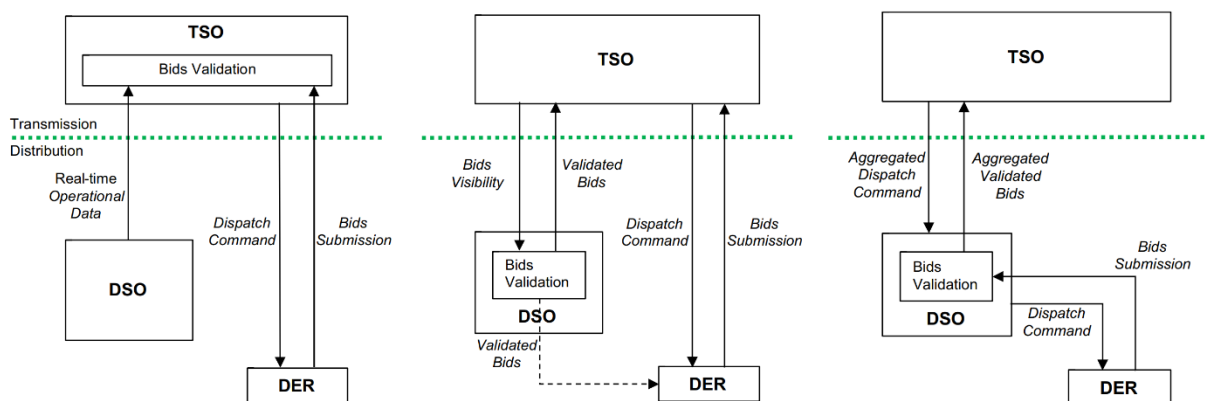 TSO
Bids Validation
Transmission
Distribution
Real-time
Operational
Data
Dispatch
Command
Bids
Submission
DSO
DER
TSO
Bids
Visibility
Validated
Bids
Dispatch
Command
Bids
Submission
Bids
Validation
DSO
Validated
Bids
DER
TSO
Aggregated
Dispatch
Command
Aggregated
Validated
Bids
Bids
Validation
DSO
Bids
Submission
Dispatch
Command
DER